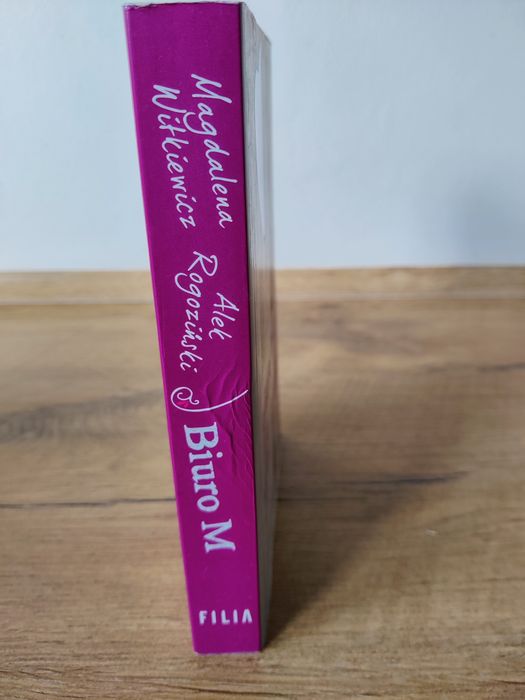 Magdalena
Witkiewicz
Alek
Rogoziński
Biuro M
FILIA